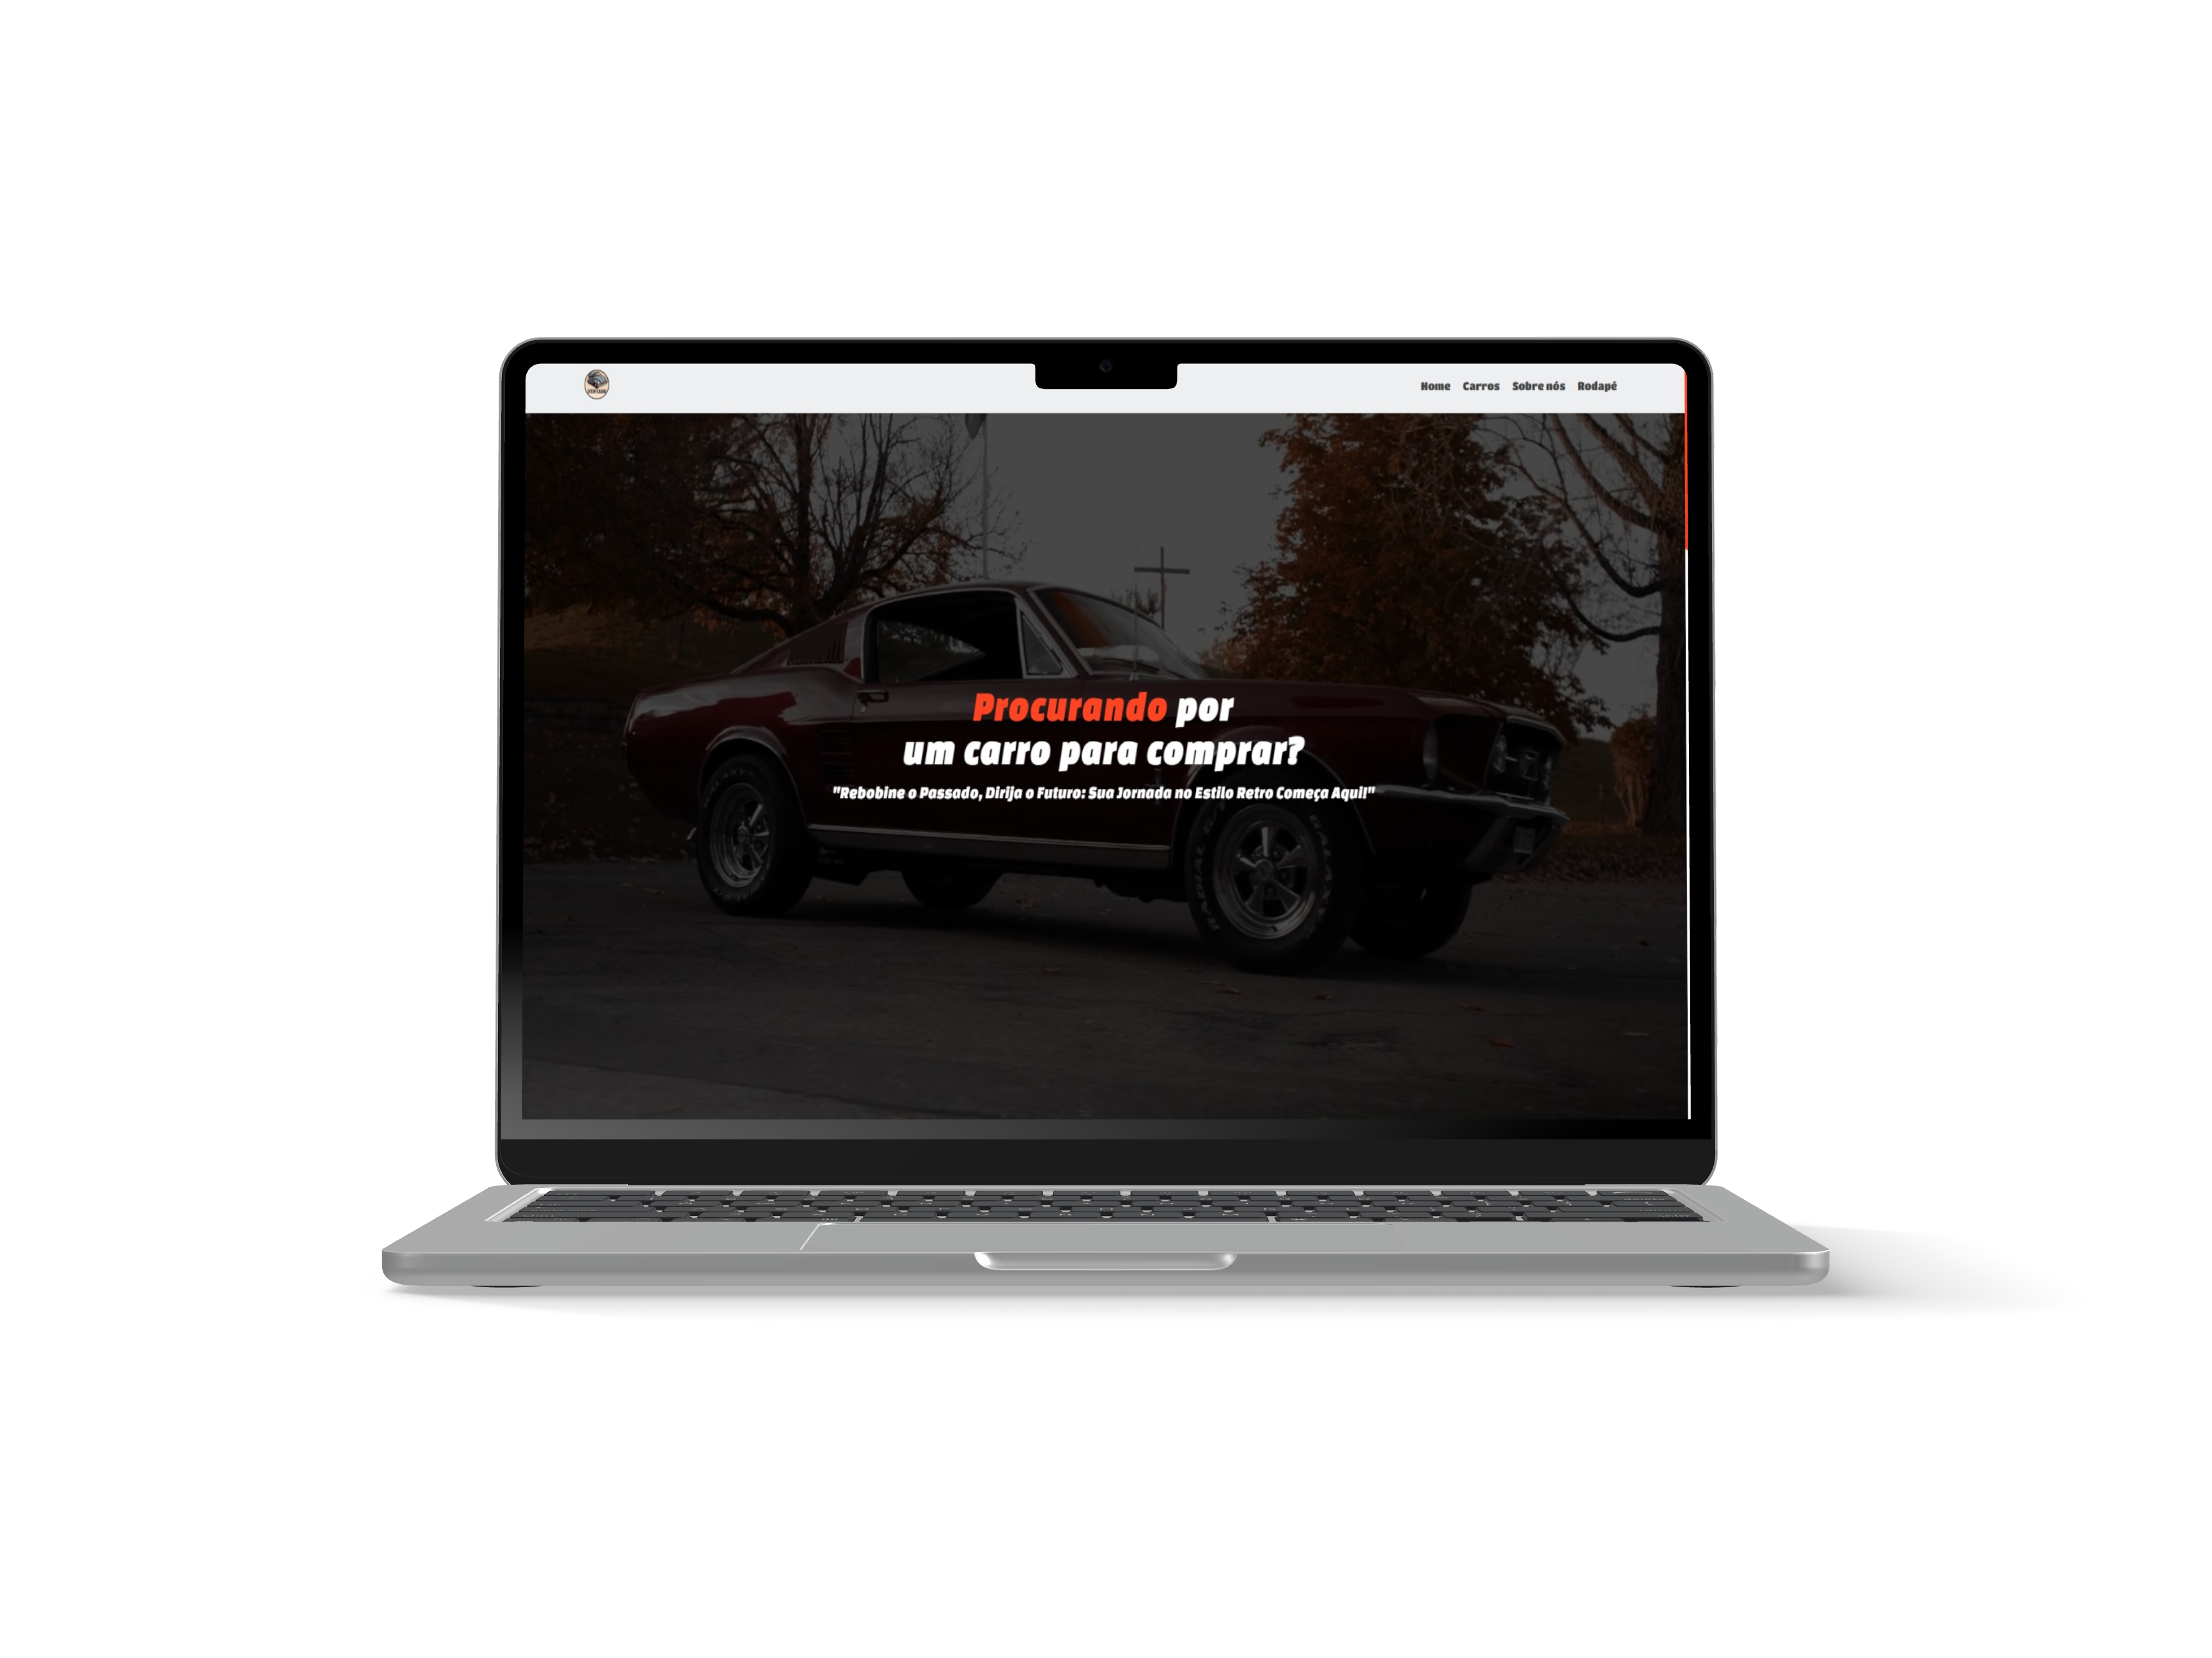 Home Carros Sobre nós Rodapé
Procurando por
um carro para comprar?
"Rebobine o Passado, Dirija o Futuro: Sua Jornada no Estilo Retro Começa Aqui!"